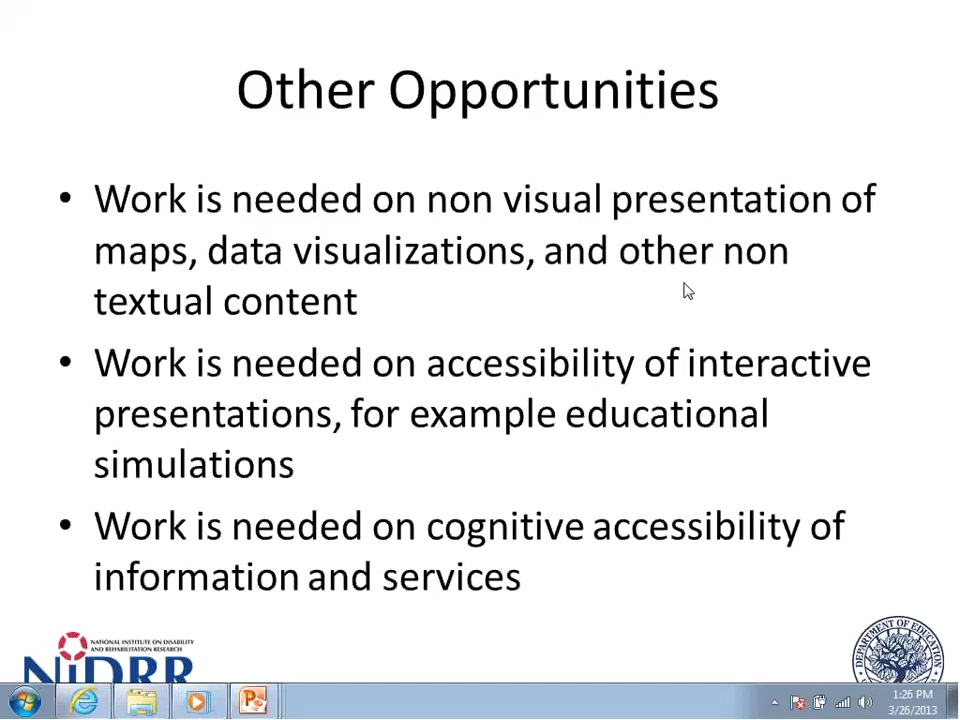 Other Opportunities
• Work is needed on non visual presentation of
maps, data visualizations, and other non
textual content
• Work is needed on accessibility of interactive
presentations, for example educational
simulations
• Work is needed on cognitive accessibility of
information and services
NATIONAL INSTITUTE ON DISABILITY
AND REHABILITATION RESEARCH
NiDRR
DEPARTMENT OF EDUCATION
1:26 PM
3/26/2013